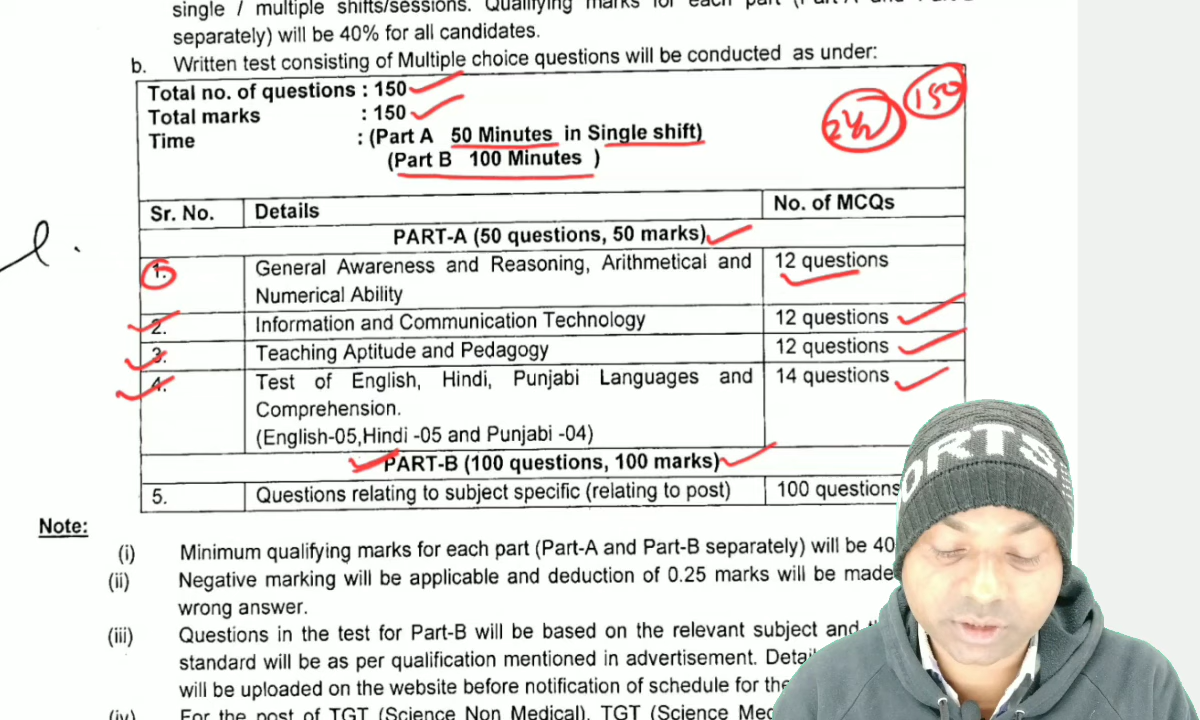 single / multiple shifts/sessions. Qualifying marks for each part (Part-A and Part-B
separately) will be 40% for all candidates.
b. Written test consisting of Multiple choice questions will be conducted as under:
Total no. of questions : 150
150
Total marks : 150
Time : (Part A 50 Minutes in Single shift)
(Part B 100 Minutes )
Sr. No. Details No. of MCQs
PART-A (50 questions, 50 marks)
1. General Awareness and Reasoning, Arithmetical and 12 questions
Numerical Ability
2. Information and Communication Technology 12 questions
3. Teaching Aptitude and Pedagogy 12 questions
4. Test of English, Hindi, Punjabi Languages and 14 questions
Comprehension.
(English-05,Hindi -05 and Punjabi -04)
PART-B (100 questions, 100 marks)
5. Questions relating to subject specific (relating to post) 100 questions
Note:
(i) Minimum qualifying marks for each part (Part-A and Part-B separately) will be 40
(ii) Negative marking will be applicable and deduction of 0.25 marks will be made
wrong answer.
(iii) Questions in the test for Part-B will be based on the relevant subject and
standard will be as per qualification mentioned in advertisement.
will be uploaded on the website before notification of schedule for the
(iv) For the post of TGT (Science Non Medical), TGT (Science
ORTS